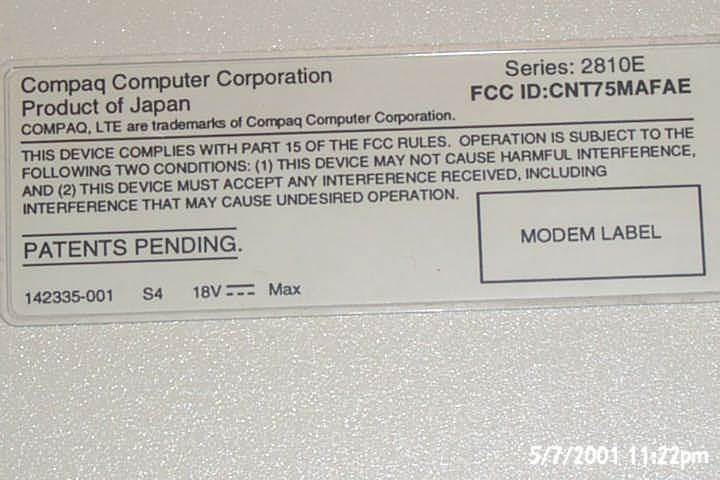 Compaq Computer Corporation
Product of Japan
COMPAQ, LTE are trademarks of Compaq Computer Corporation.
Series: 2810E
FCC ID:CNT75MAFAE
THIS DEVICE COMPLIES WITH PART 15 OF THE FCC RULES. OPERATION IS SUBJECT TO THE
FOLLOWING TWO CONDITIONS: (1) THIS DEVICE MAY NOT CAUSE HARMFUL INTERFERENCE,
AND (2) THIS DEVICE MUST ACCEPT ANY INTERFERENCE RECEIVED, INCLUDING
INTERFERENCE THAT MAY CAUSE UNDESIRED OPERATION.
PATENTS PENDING.
MODEM LABEL
142335-001 S4 18V ⎓ Max
5/7/2001 11:22pm